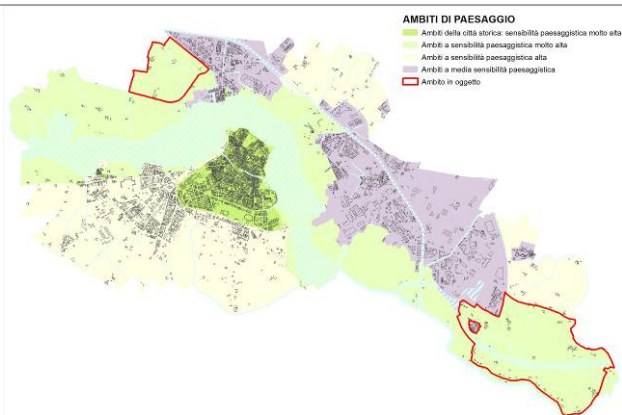 AMBITI DI PAESAGGIO
Ambiti della città storica: sensibilità paesaggistica molto alta
Ambiti a sensibilità paesaggistica molto alta
Ambiti a sensibilità paesaggistica alta
Ambiti a media sensibilità paesaggistica
Ambito in oggetto